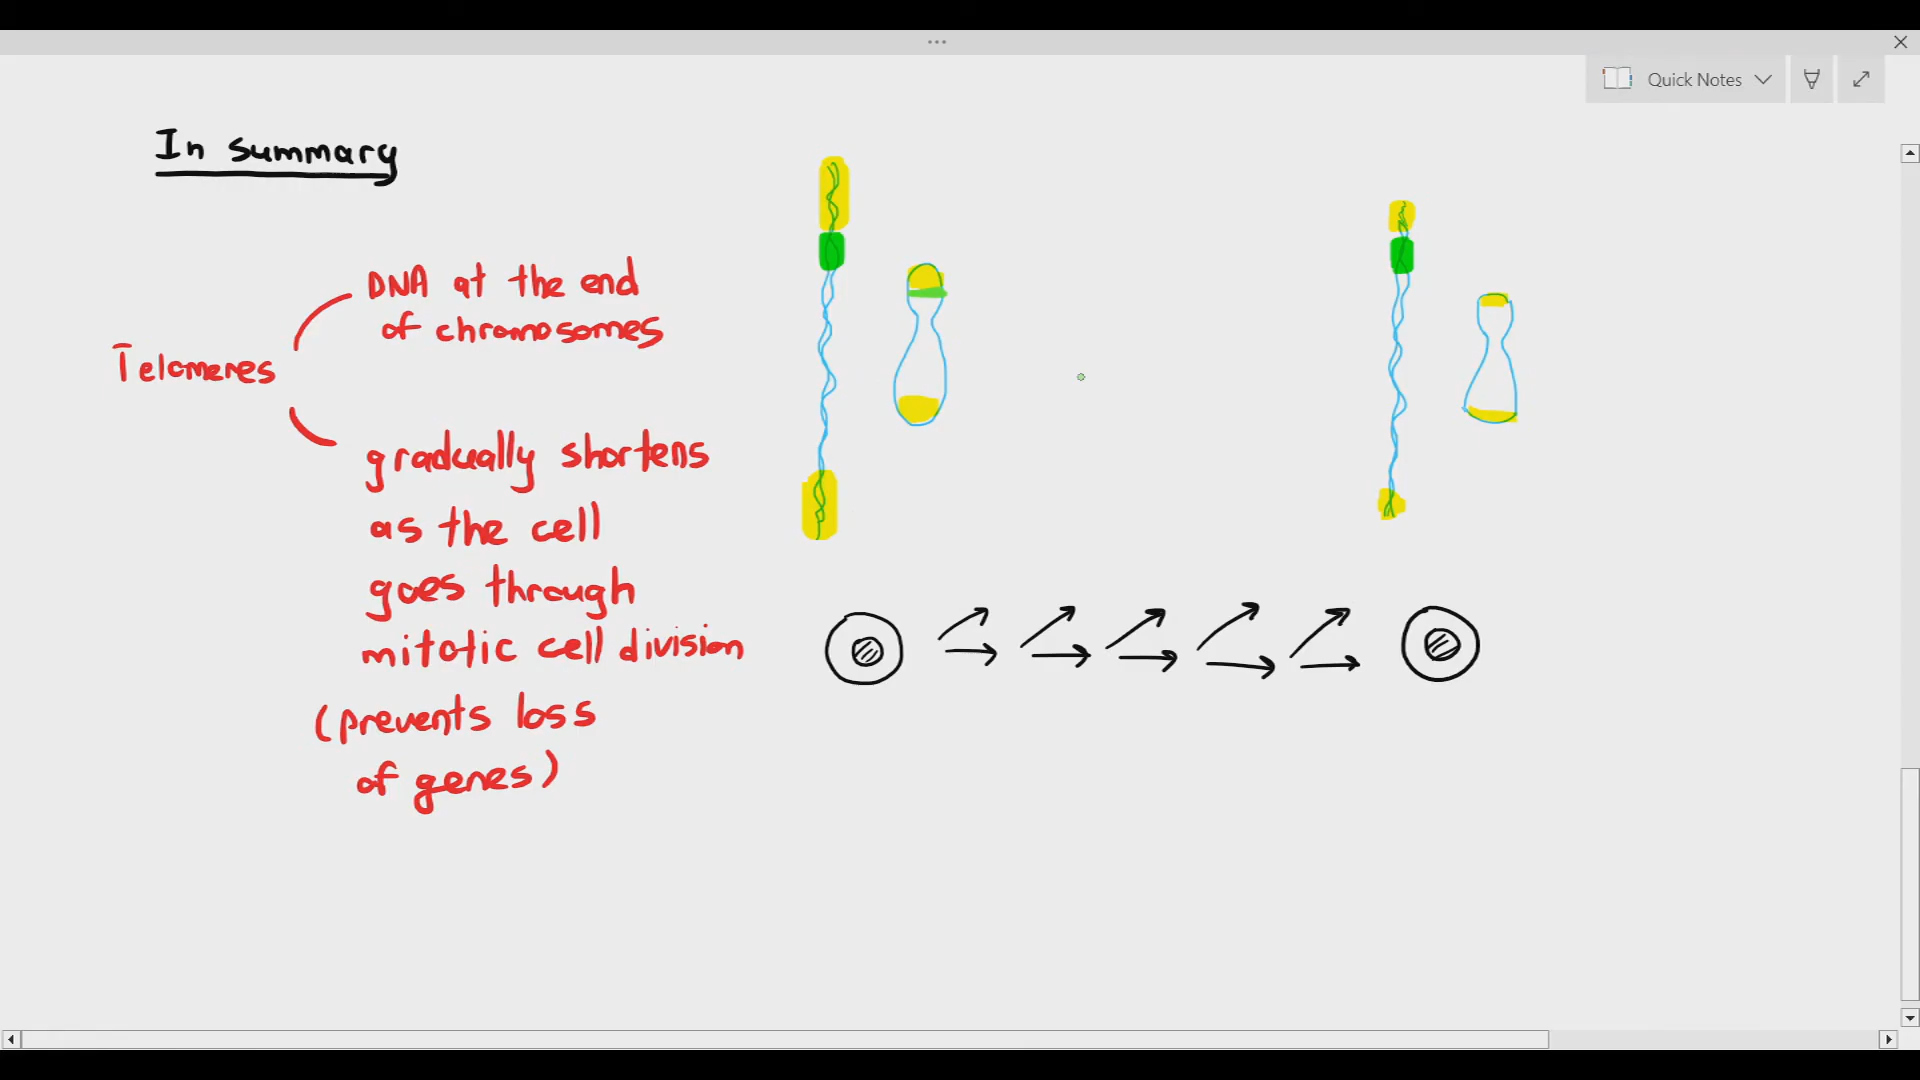 Quick Notes
In summary
DNA at the end
of chromosomes
Telomeres
gradually shortens
as the cell
goes through
mitotic cell division
(prevents loss
of genes)